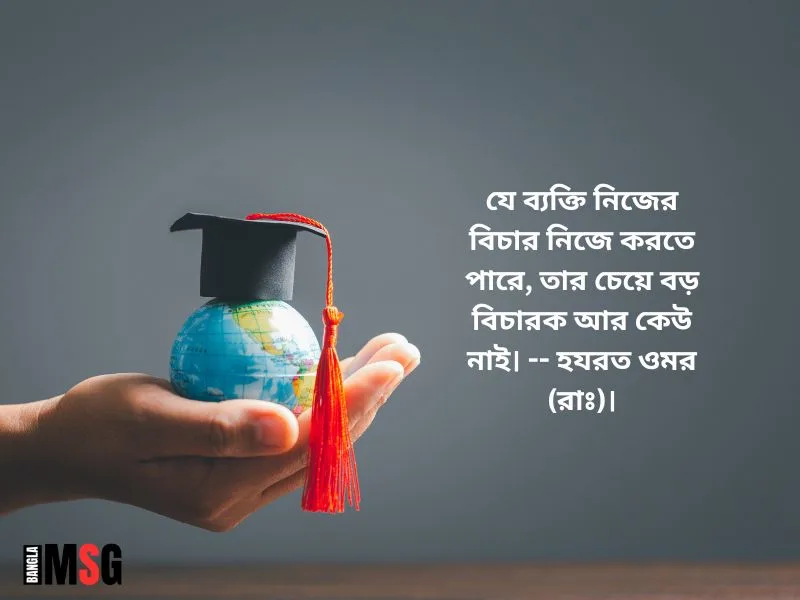 যে ব্যক্তি নিজের
বিচার নিজে করতে
পারে, তার চেয়ে বড়
বিচারক আর কেউ
নাই। -- হযরত ওমর
(রাঃ)।
BANGLA MSG